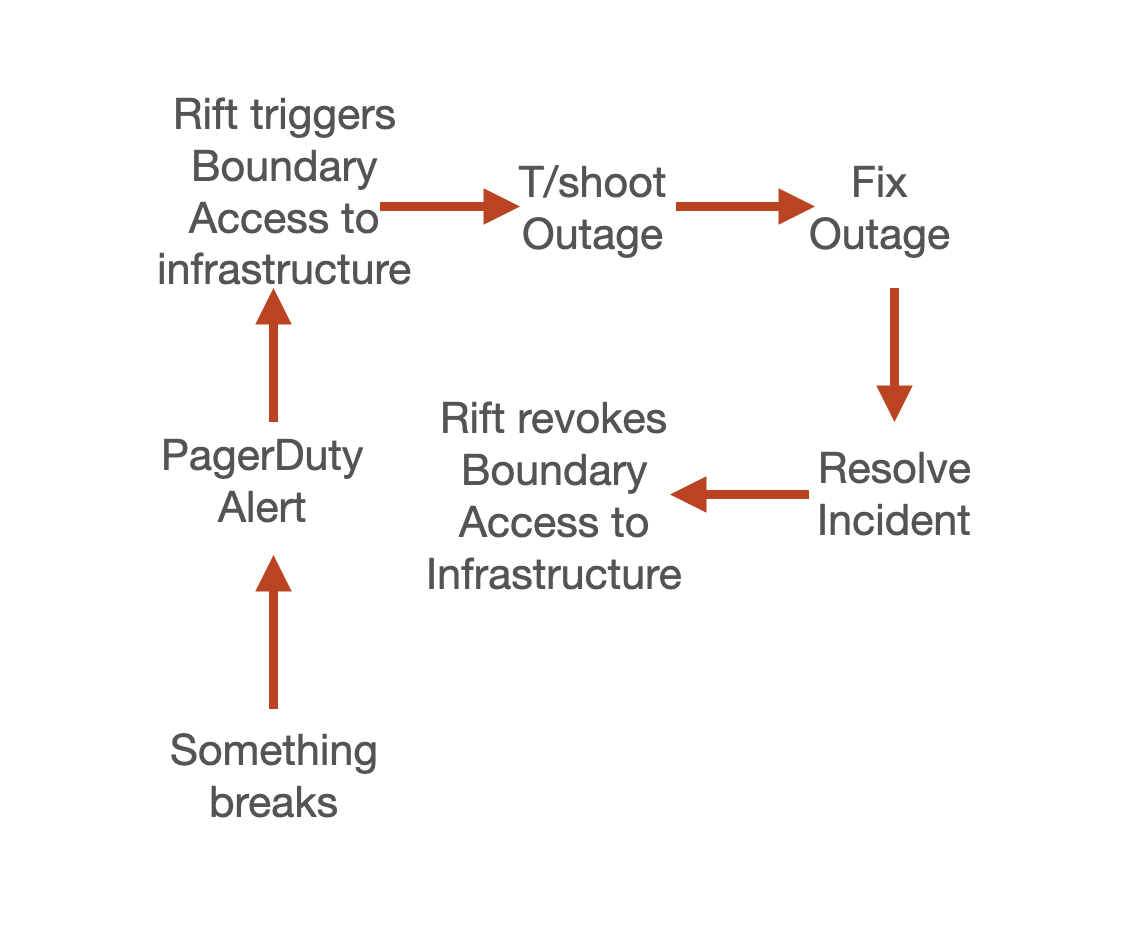 Rift triggers
Boundary
Access to
infrastructure
T/shoot
Outage
Fix
Outage
PagerDuty
Alert
Rift revokes
Boundary
Access to
Infrastructure
Resolve
Incident
Something
breaks